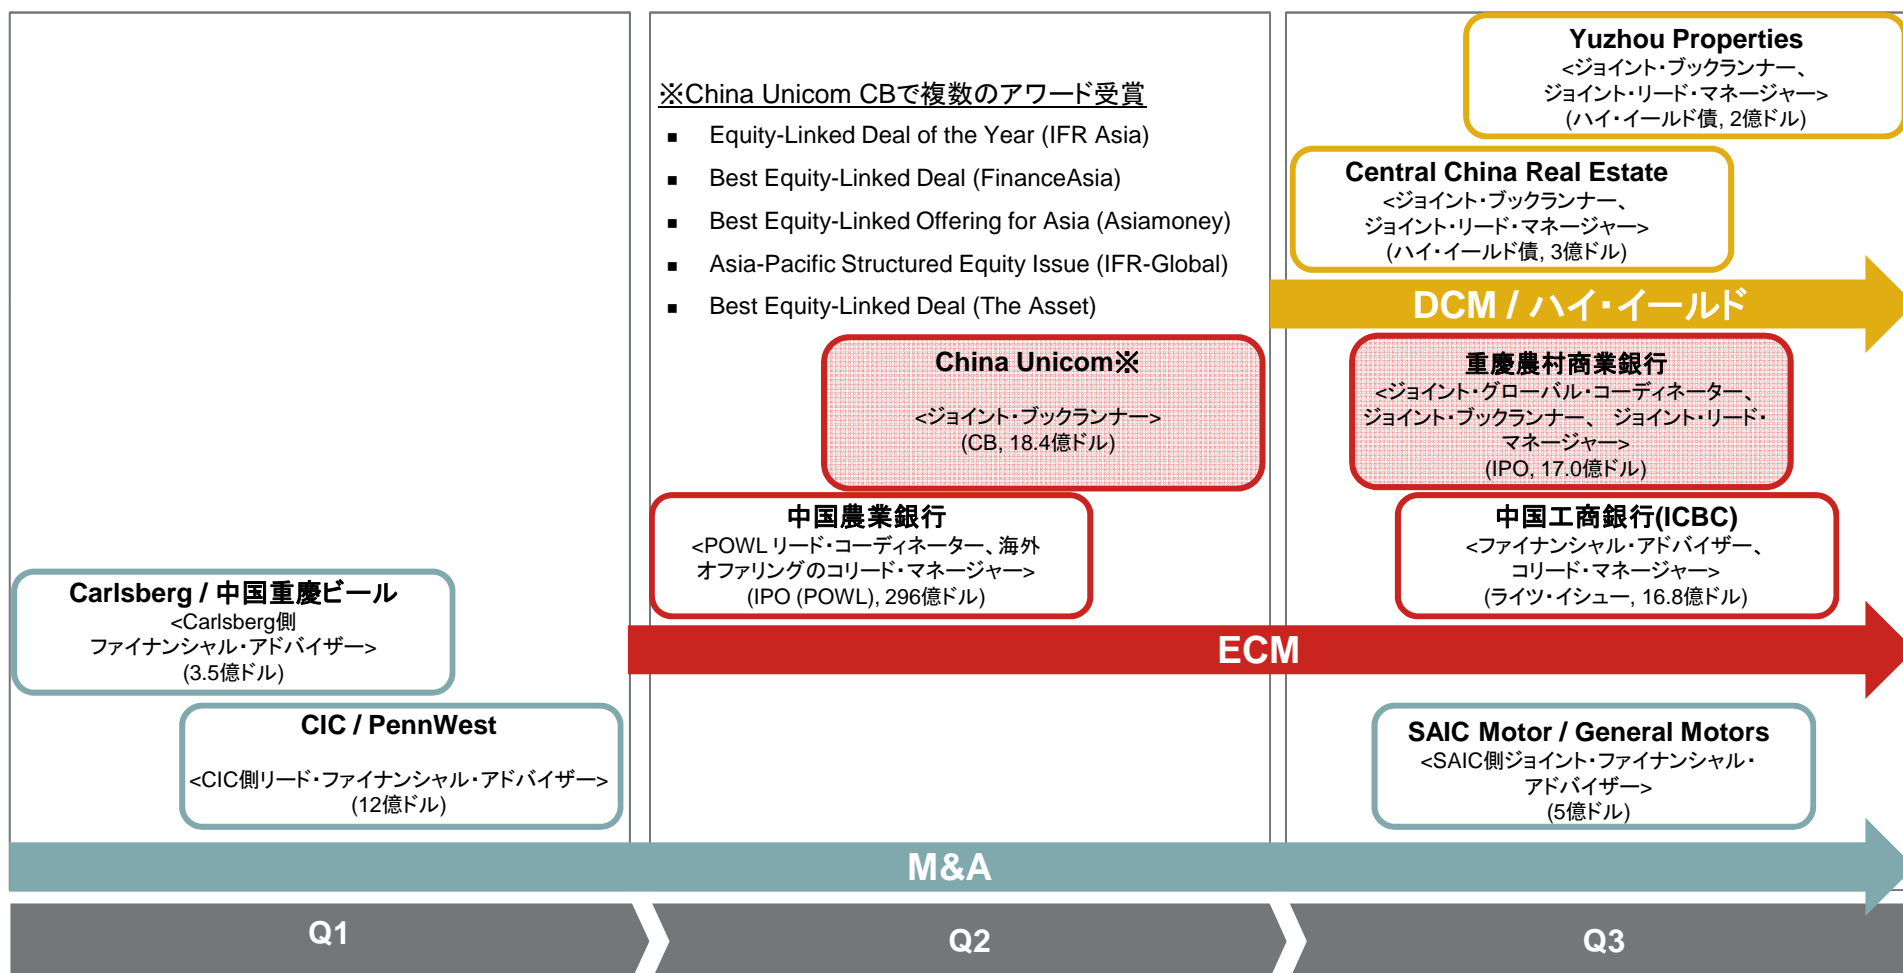 Yuzhou Properties
<ジョイント・ブックランナー、
ジョイント・リード・マネージャー>
(ハイ・イールド債, 2億ドル)
※China Unicom CBで複数のアワード受賞
■ Equity-Linked Deal of the Year (IFR Asia)
■ Best Equity-Linked Deal (FinanceAsia)
■ Best Equity-Linked Offering for Asia (Asiamoney)
■ Asia-Pacific Structured Equity Issue (IFR-Global)
■ Best Equity-Linked Deal (The Asset)
Central China Real Estate
<ジョイント・ブックランナー、
ジョイント・リード・マネージャー>
(ハイ・イールド債, 3億ドル)
DCM / ハイ・イールド
China Unicom※
<ジョイント・ブックランナー>
(CB, 18.4億ドル)
重慶農村商業銀行
<ジョイント・グローバル・コーディネーター、
ジョイント・ブックランナー、 ジョイント・リード・
マネージャー>
(IPO, 17.0億ドル)
中国農業銀行
<POWL リード・コーディネーター、海外
オファリングのコリード・マネージャー>
(IPO (POWL), 296億ドル)
中国工商銀行(ICBC)
<ファイナンシャル・アドバイザー、
コリード・マネージャー>
(ライツ・イシュー, 16.8億ドル)
Carlsberg / 中国重慶ビール
<Carlsberg側
ファイナンシャル・アドバイザー>
(3.5億ドル)
ECM
CIC / PennWest
<CIC側リード・ファイナンシャル・アドバイザー>
(12億ドル)
SAIC Motor / General Motors
<SAIC側ジョイント・ファイナンシャル・
アドバイザー>
(5億ドル)
M&A
Q1
Q2
Q3